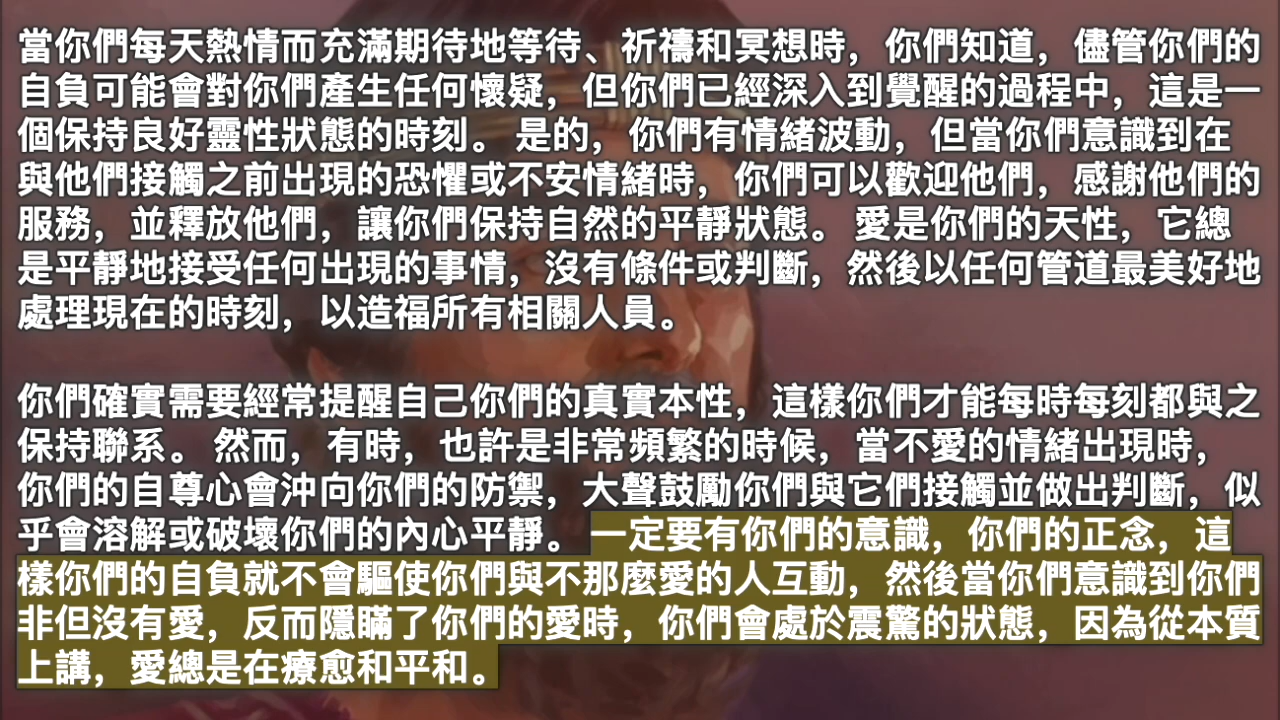 當你們每天熱情而充滿期待地等待、祈禱和冥想時，你們知道，儘管你們的
自負可能會對你們產生任何懷疑，但你們已經深入到覺醒的過程中，這是一
個保持良好靈性狀態的時刻。 是的，你們有情緒波動，但當你們意識到在
與他們接觸之前出現的恐懼或不安情緒時，你們可以歡迎他們，感謝他們的
服務，並釋放他們，讓你們保持自然的平靜狀態。 愛是你們的天性，它總
是平靜地接受任何出現的事情，沒有條件或判斷，然後以任何管道最美好地
處理現在的時刻，以造福所有相關人員。
你們確實需要經常提醒自己你們的真實本性，這樣你們才能每時每刻都與之
保持聯系。 然而，有時，也許是非常頻繁的時候，當不愛的情緒出現時，
你們的自尊心會沖向你們的防禦，大聲鼓勵你們與它們接觸並做出判斷，似
乎會溶解或破壞你們的內心平靜。 一定要有你們的意識，你們的正念，這
樣你們的自負就不會驅使你們與不那麼愛的人互動，然後當你們意識到你們
非但沒有愛，反而隱瞞了你們的愛時，你們會處於震驚的狀態，因為從本質
上講，愛總是在療愈和平和。